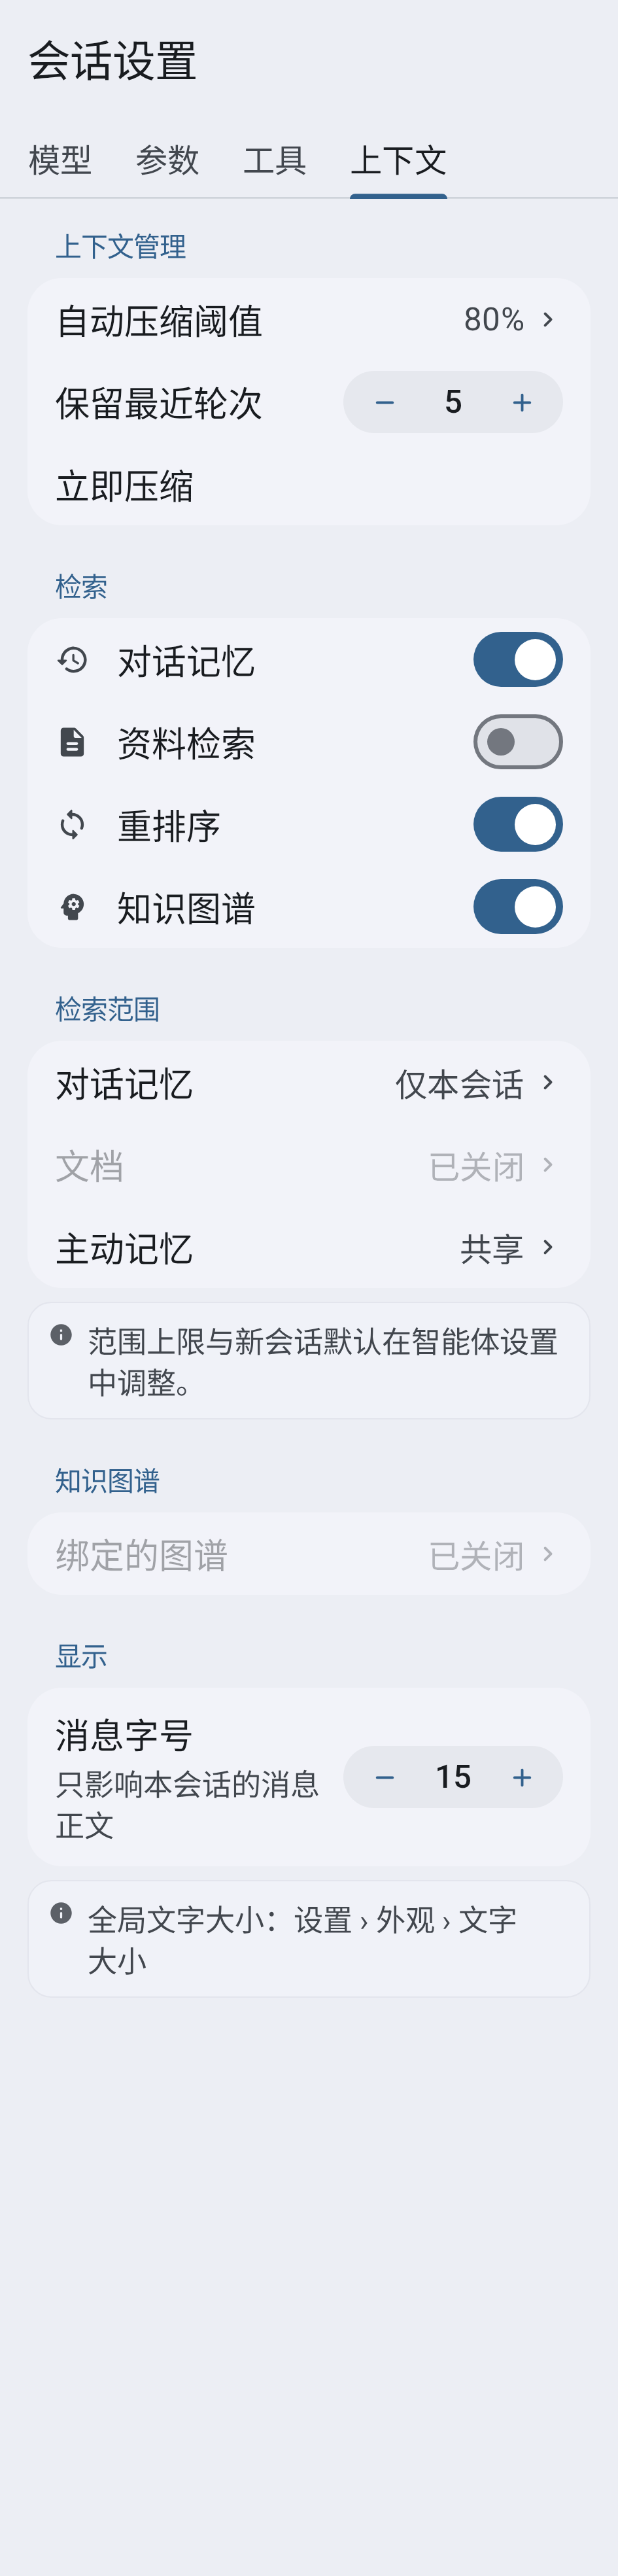 会话设置
模型 参数 工具 上下文
上下文管理
自动压缩阈值 80%
保留最近轮次 − 5 +
立即压缩
检索
对话记忆
资料检索
重排序
知识图谱
检索范围
对话记忆 仅本会话
文档 已关闭
主动记忆 共享
范围上限与新会话默认在智能体设置
中调整。
知识图谱
绑定的图谱 已关闭
显示
消息字号 − 15 +
只影响本会话的消息
正文
全局文字大小：设置 › 外观 › 文字
大小